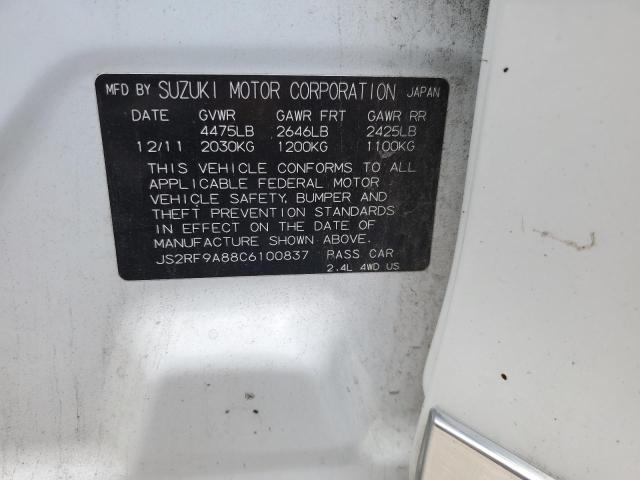 MFD BY SUZUKI MOTOR CORPORATION JAPAN
DATE GVWR GAWR FRT GAWR RR
4475LB 2646LB 2425LB
12/11 2030KG 1200KG 1100KG
THIS VEHICLE CONFORMS TO ALL
APPLICABLE FEDERAL MOTOR
VEHICLE SAFETY, BUMPER AND
THEFT PREVENTION STANDARDS
IN EFFECT ON THE DATE OF
MANUFACTURE SHOWN ABOVE.
JS2RF9A88C6100837 PASS CAR
2.4L 4WD US